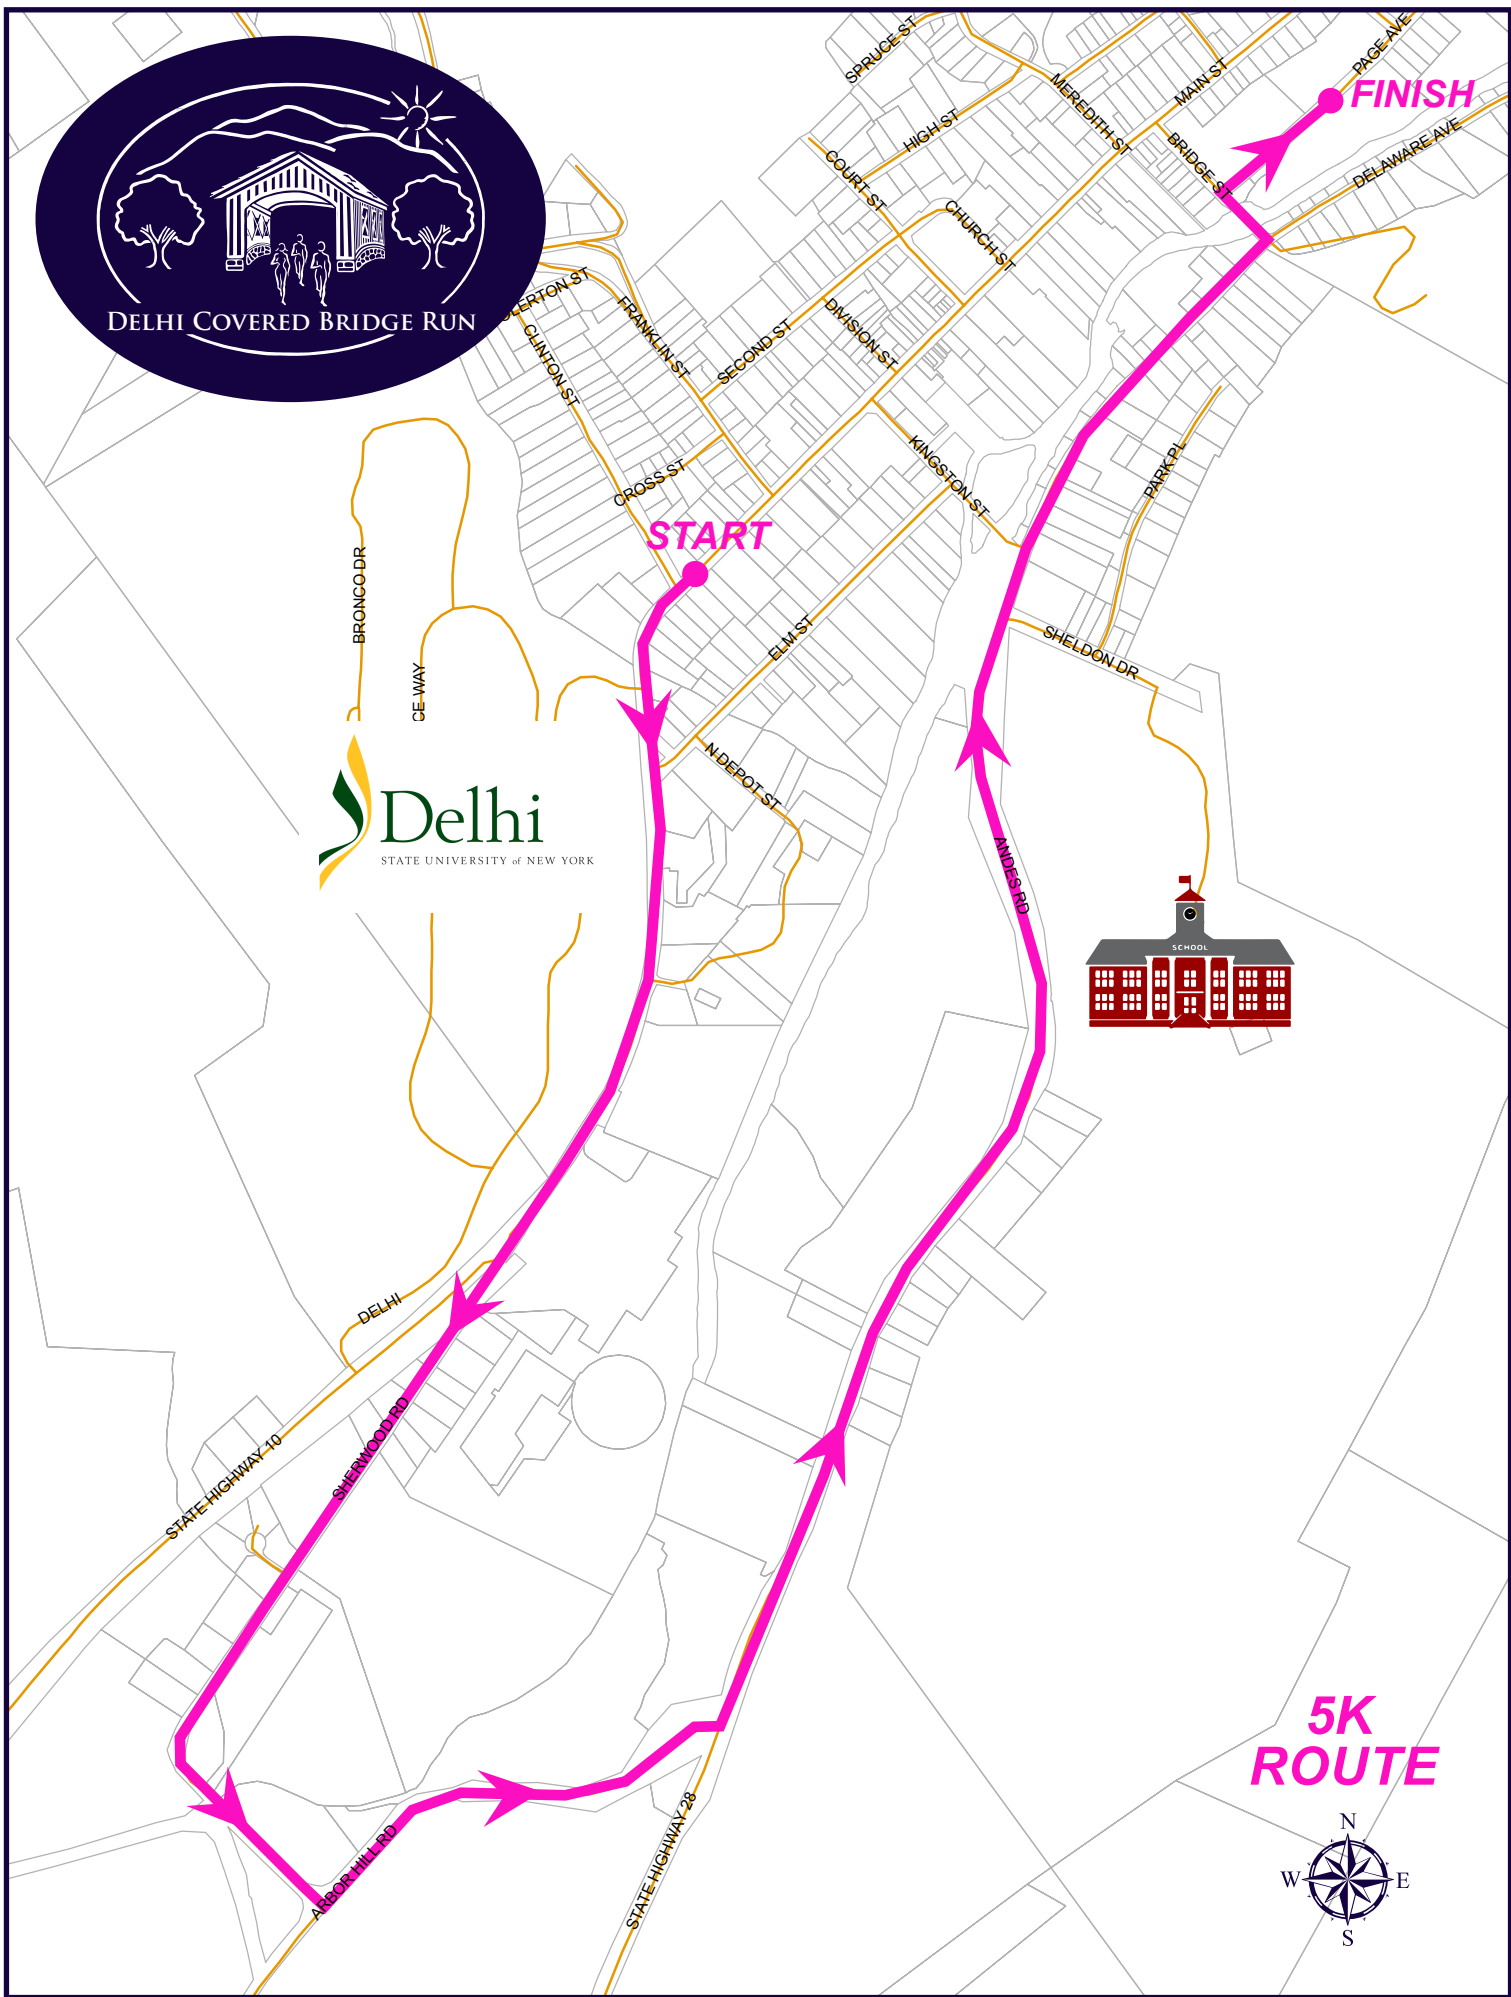 SPRUCE ST
PAGE AVE
MAIN ST
MEREDITH ST
FINISH
HIGH ST
BRIDGE ST
DELAWARE AVE
COURT ST
CHURCH ST
DELHI COVERED BRIDGE RUN
FRANKLIN ST
CLINTON ST
SECOND ST
DIVISION ST
KINGSTON ST
CROSS ST
PARK PL
START
BRONCO DR
ELM ST
SHELDON DR
CE WAY
N DEPOT ST
Delhi
STATE UNIVERSITY of NEW YORK
ANDES RD
SCHOOL
DELHI
SHERWOOD RD
STATE HIGHWAY 10
5K
ROUTE
ARBOR HILL RD
STATE HIGHWAY 28
N
W
E
S